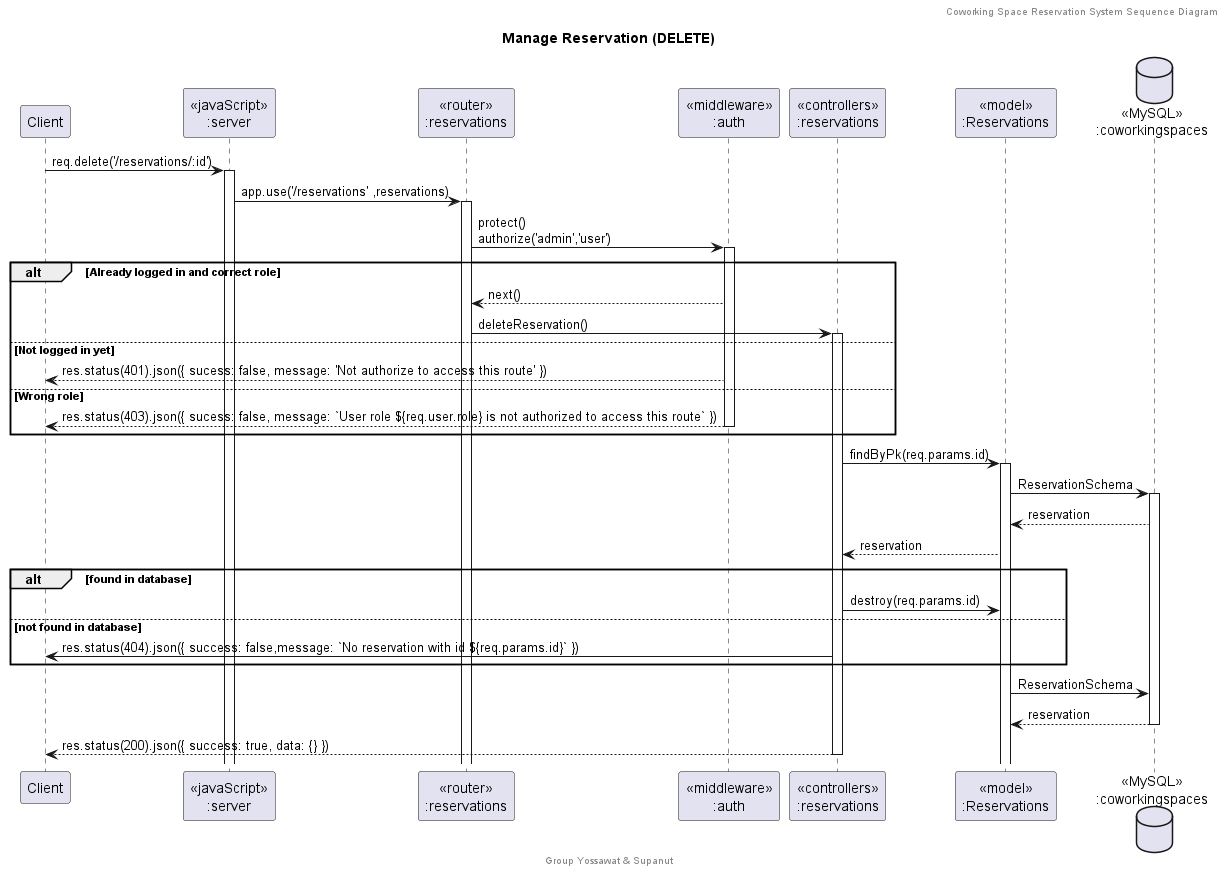 Coworking Space Reservation System Sequence Diagram
Manage Reservation (DELETE)
Client
«javaScript»
:server
«router»
:reservations
«middleware»
:auth
«controllers»
:reservations
«model»
:Reservations
«MySQL»
:coworkingspaces
req.delete('/reservations/:id')
app.use('/reservations' ,reservations)
protect()
authorize('admin','user')
alt [Already logged in and correct role]
next()
deleteReservation()
[Not logged in yet]
res.status(401).json({ sucess: false, message: 'Not authorize to access this route' })
[Wrong role]
res.status(403).json({ sucess: false, message: `User role ${req.user.role} is not authorized to access this route` })
findByPk(req.params.id)
ReservationSchema
reservation
reservation
alt [found in database]
destroy(req.params.id)
[not found in database]
res.status(404).json({ success: false,message: `No reservation with id ${req.params.id}` })
ReservationSchema
reservation
res.status(200).json({ success: true, data: {} })
Client
«javaScript»
:server
«router»
:reservations
«middleware»
:auth
«controllers»
:reservations
«model»
:Reservations
«MySQL»
:coworkingspaces
Group Yossawat & Supanut